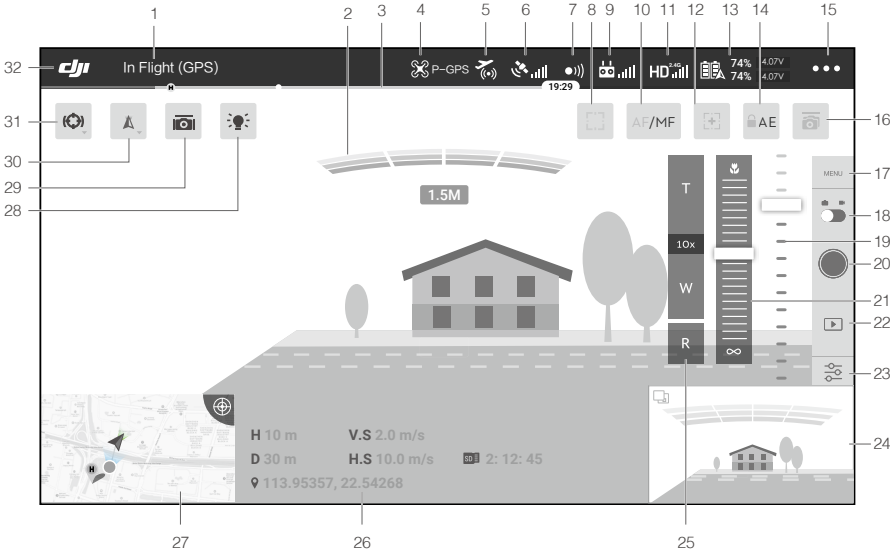 1 2 3 4 5 6 7 8 9 10 11 12 13 14 15
32 dji In Flight (GPS) P-GPS HD 2.4G 74% 4.07V
74% 4.07V
H 19:29
31 AF/MF AE 16
30
29
28
1.5M
T MENU 17
18
10x 19
20
W 21
22
R ∞ 23
H 10 m V.S 2.0 m/s
D 30 m H.S 10.0 m/s SD 2: 12: 45
113.95357, 22.54268
H
24
27 26 25